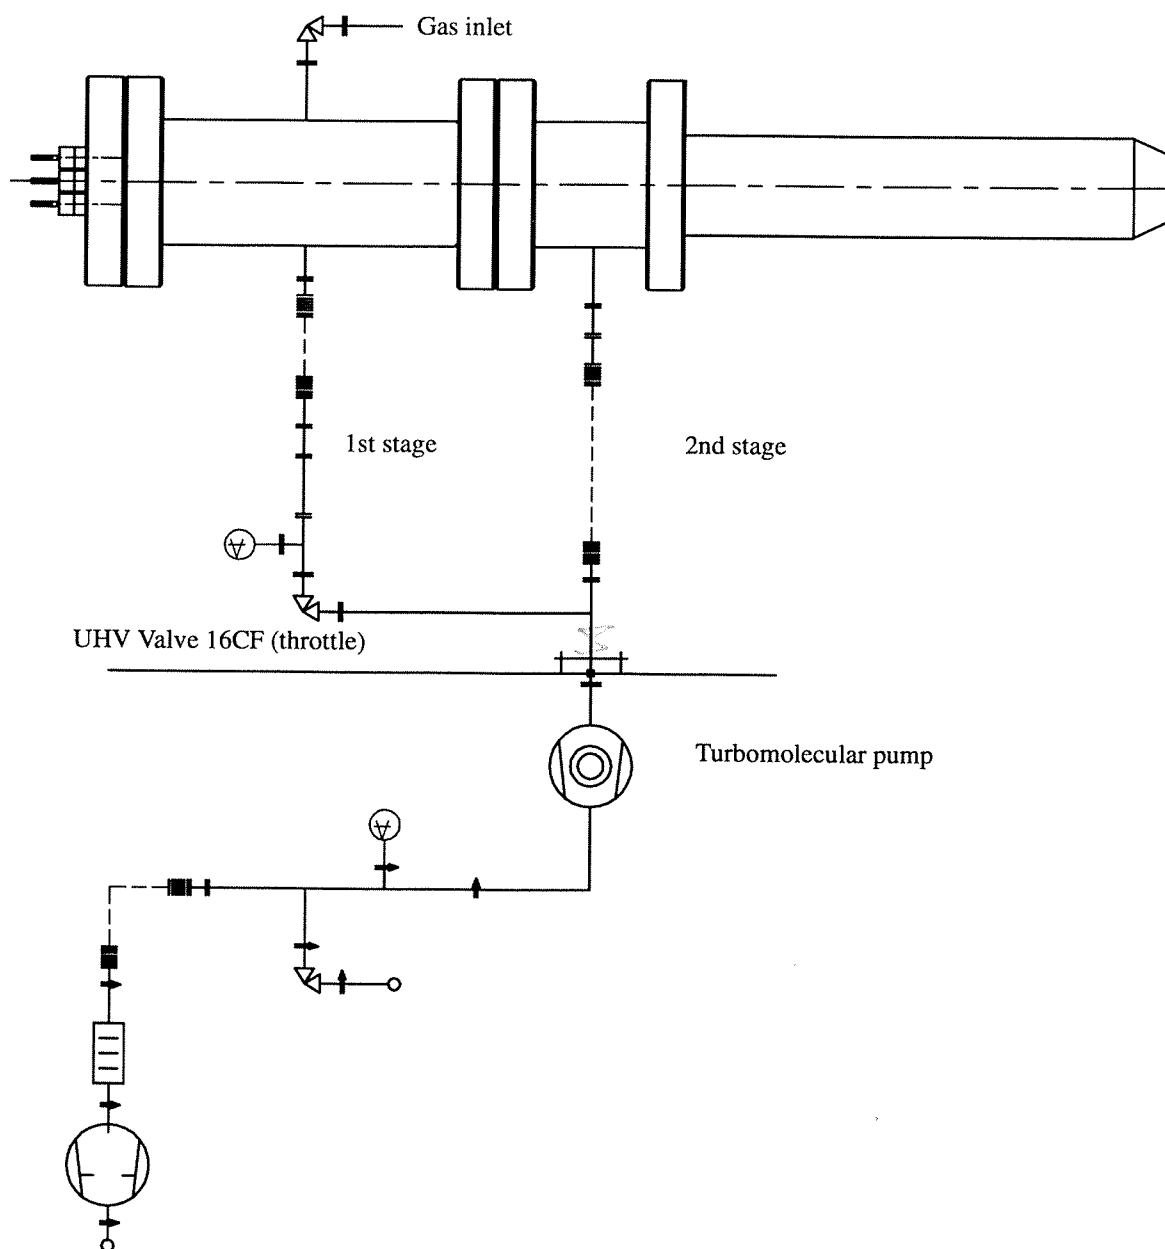 Gas inlet
1st stage
2nd stage
UHV Valve 16CF (throttle)
Turbomolecular pump